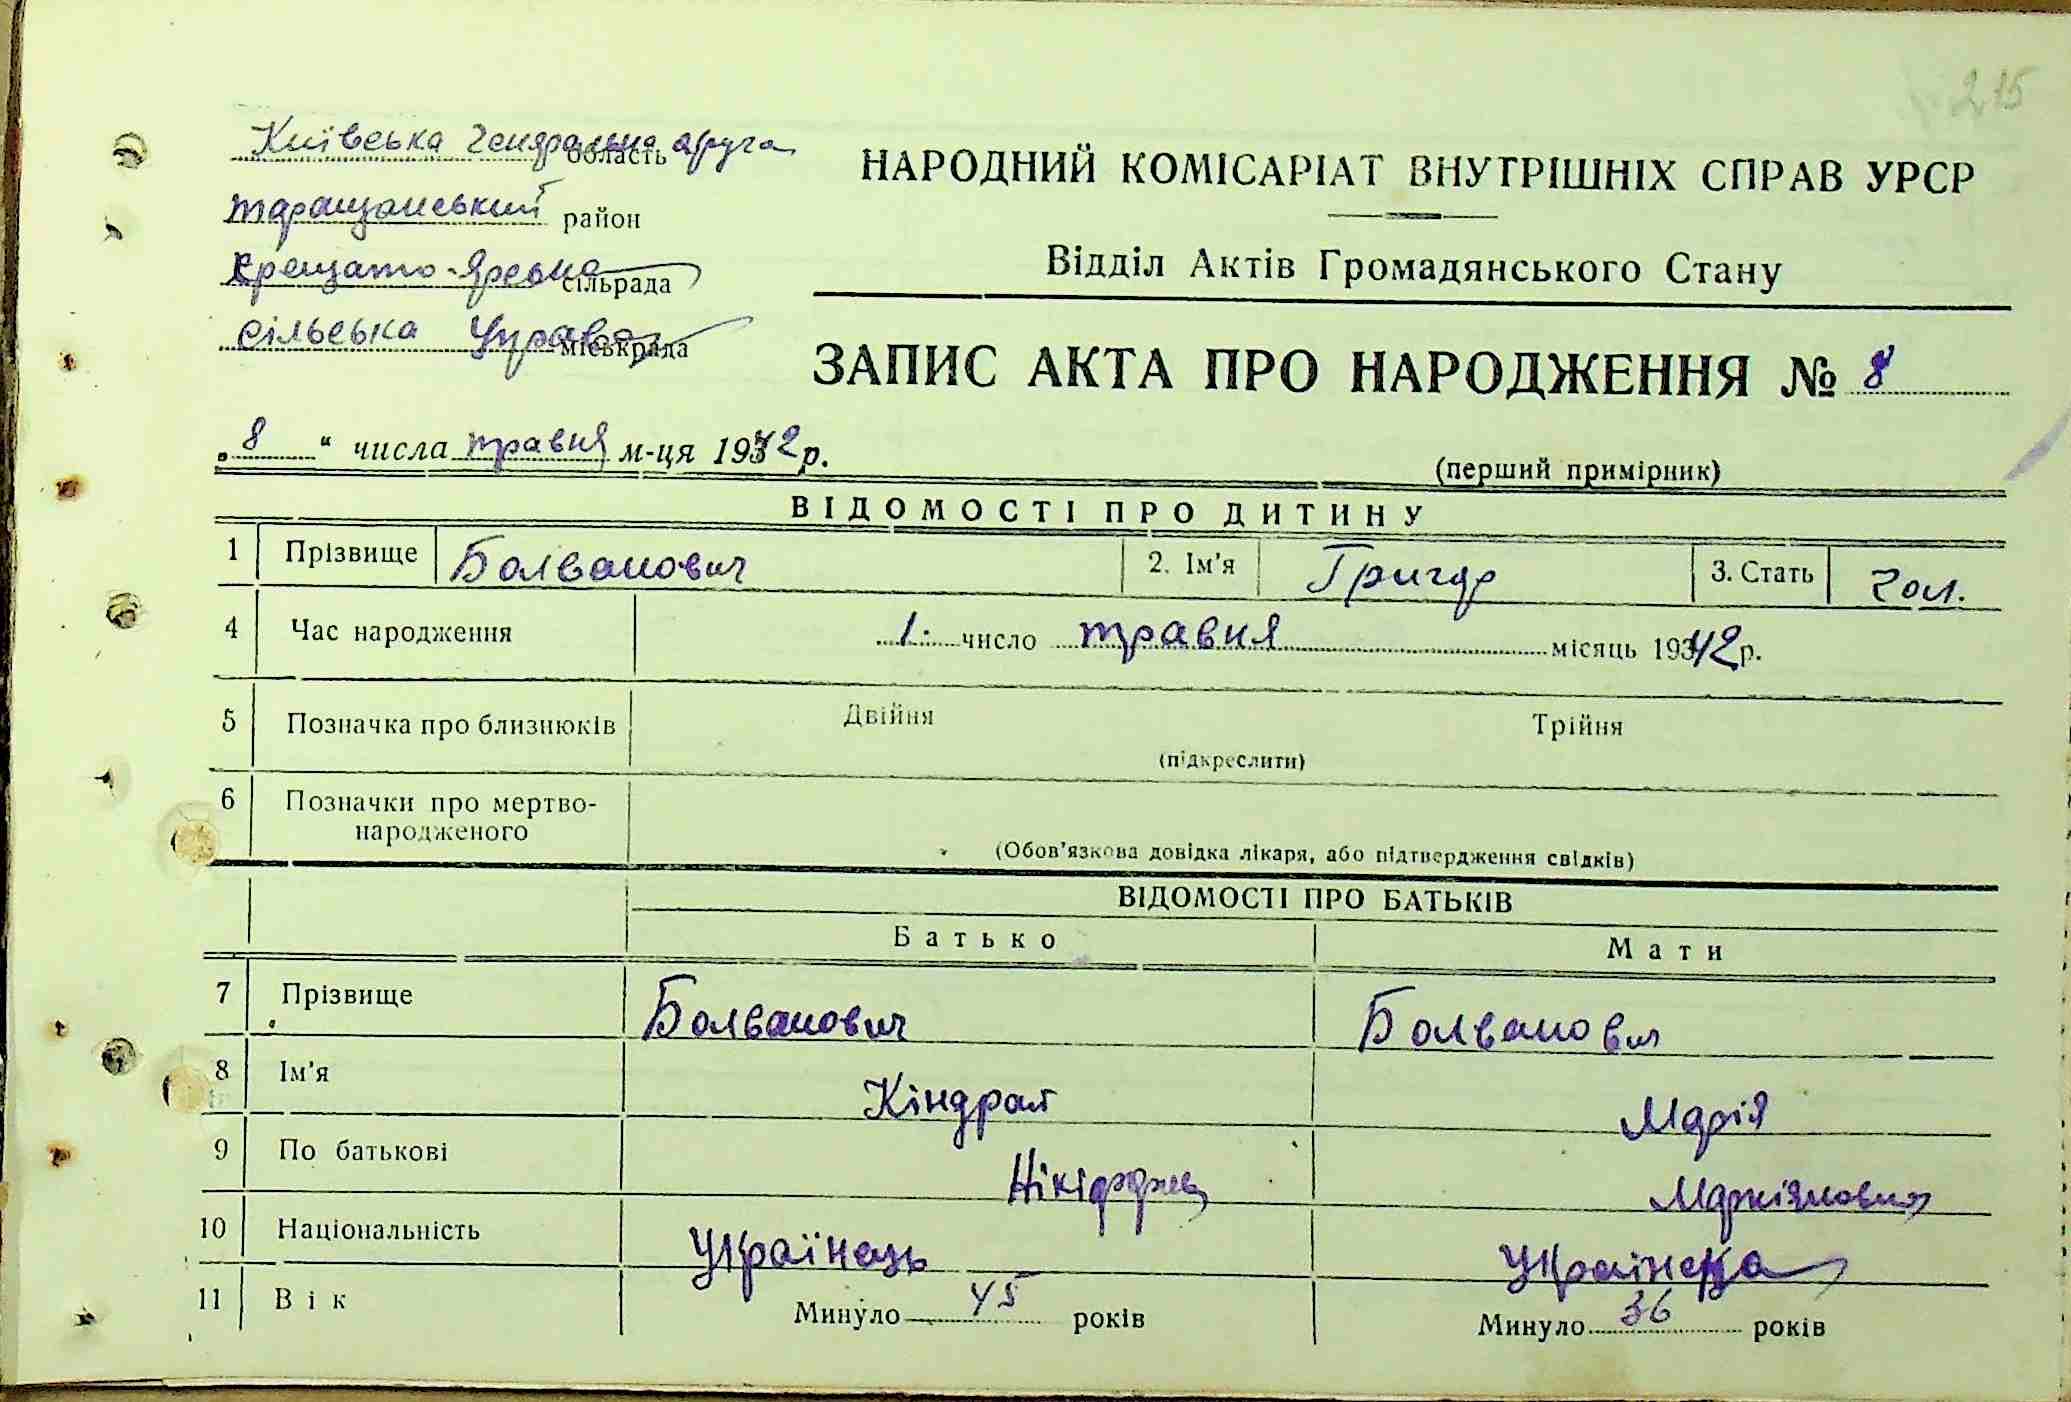 215
Київська Генеральна округа область
Таращанський район
Крещато-Ярська сільрада
сільська Управа міськрада
НАРОДНИЙ КОМІСАРІАТ ВНУТРІШНІХ СПРАВ УРСР
Відділ Актів Громадянського Стану
ЗАПИС АКТА ПРО НАРОДЖЕННЯ № 8
„8“ числа травня м-ця 1942 р.
(перший примірник)
ВІДОМОСТІ ПРО ДИТИНУ
1 Прізвище Болванович 2. Ім'я Григор 3. Стать чол.
4 Час народження 1. число травня місяць 1942 р.
5 Позначка про близнюків Двійня Трійня
(підкреслити)
6 Позначки про мертво-
народженого
(Обов'язкова довідка лікаря, або підтвердження свідків)
ВІДОМОСТІ ПРО БАТЬКІВ
Батько Мати
7 Прізвище Болванович Болванович
8 Ім'я Кіндрат Марія
9 По батькові
10 Національність Українець Українка
11 Вік Минуло 45 років Минуло 36 років